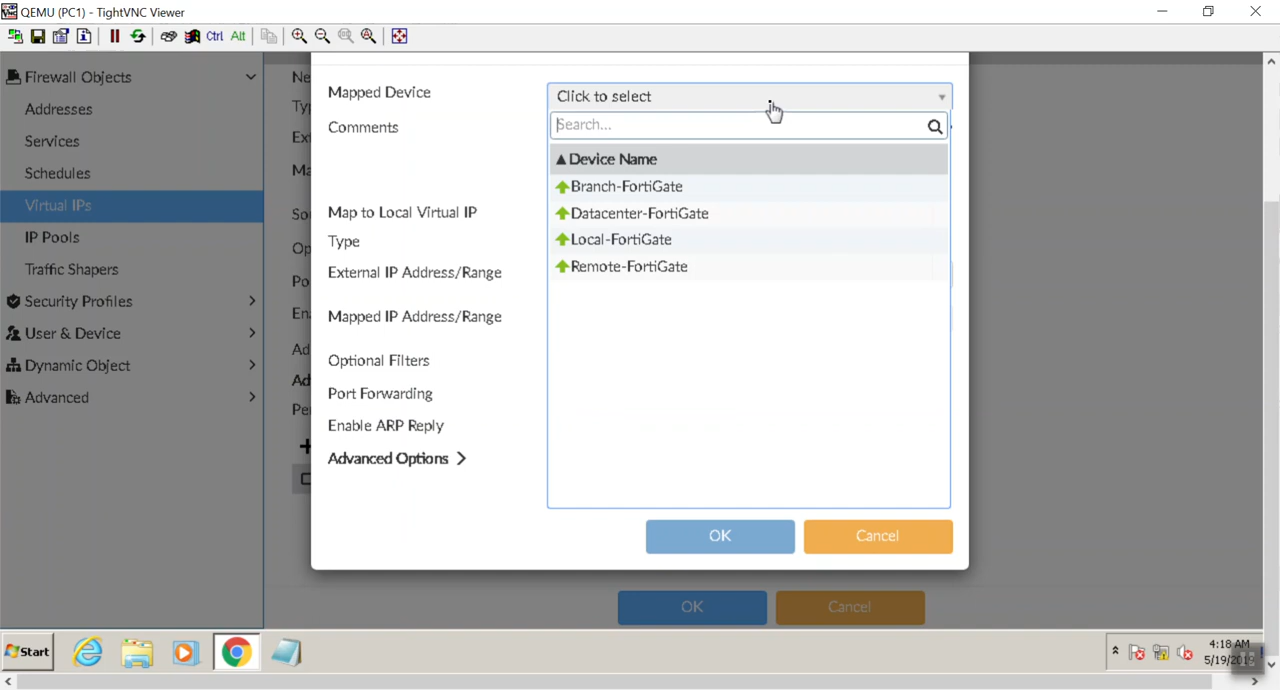 QEMU (PC1) - TightVNC Viewer
Ctrl Alt
Firewall Objects
Addresses
Services
Schedules
Virtual IPs
IP Pools
Traffic Shapers
Security Profiles
User & Device
Dynamic Object
Advanced
Mapped Device
Click to select
Comments
Search...
Device Name
Branch-FortiGate
Datacenter-FortiGate
Local-FortiGate
Remote-FortiGate
Map to Local Virtual IP
Type
External IP Address/Range
Mapped IP Address/Range
Optional Filters
Port Forwarding
Enable ARP Reply
Advanced Options
OK
Cancel
OK
Cancel
Start
4:18 AM